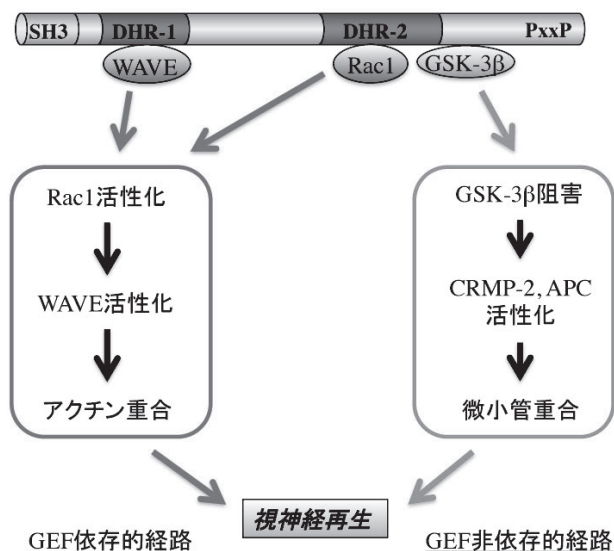 SH3 DHR-1 DHR-2 PxxP
WAVE Rac1 GSK-3β
Rac1活性化
WAVE活性化
アクチン重合
GSK-3β阻害
CRMP-2, APC
活性化
微小管重合
視神経再生
GEF依存的経路
GEF非依存的経路